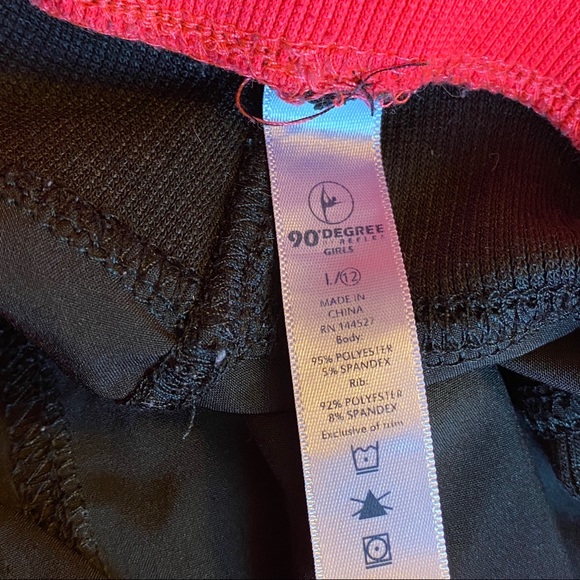 90°DEGREE
BY REFLEX
GIRLS
L/12
MADE IN
CHINA
RN 144527
Body:
95% POLYESTER
5% SPANDEX
Rib:
92% POLYESTER
8% SPANDEX
Exclusive of trim